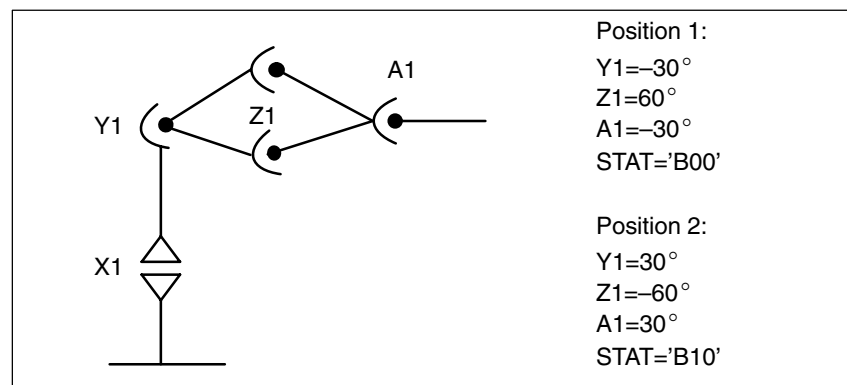 Position 1:
Y1=–30°
Z1=60°
A1=–30°
STAT='B00'
Position 2:
Y1=30°
Z1=–60°
A1=30°
STAT='B10'
A1
Z1
Y1
X1